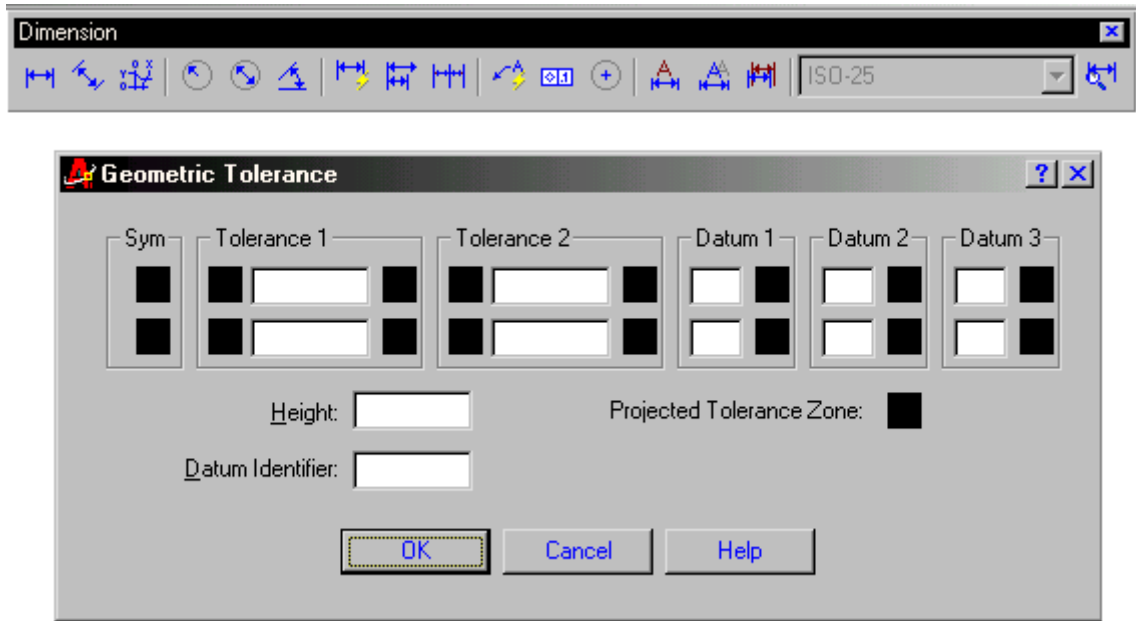 Dimension
ISO-25
Geometric Tolerance
Sym Tolerance 1 Tolerance 2 Datum 1 Datum 2 Datum 3
Height: Projected Tolerance Zone:
Datum Identifier:
OK Cancel Help